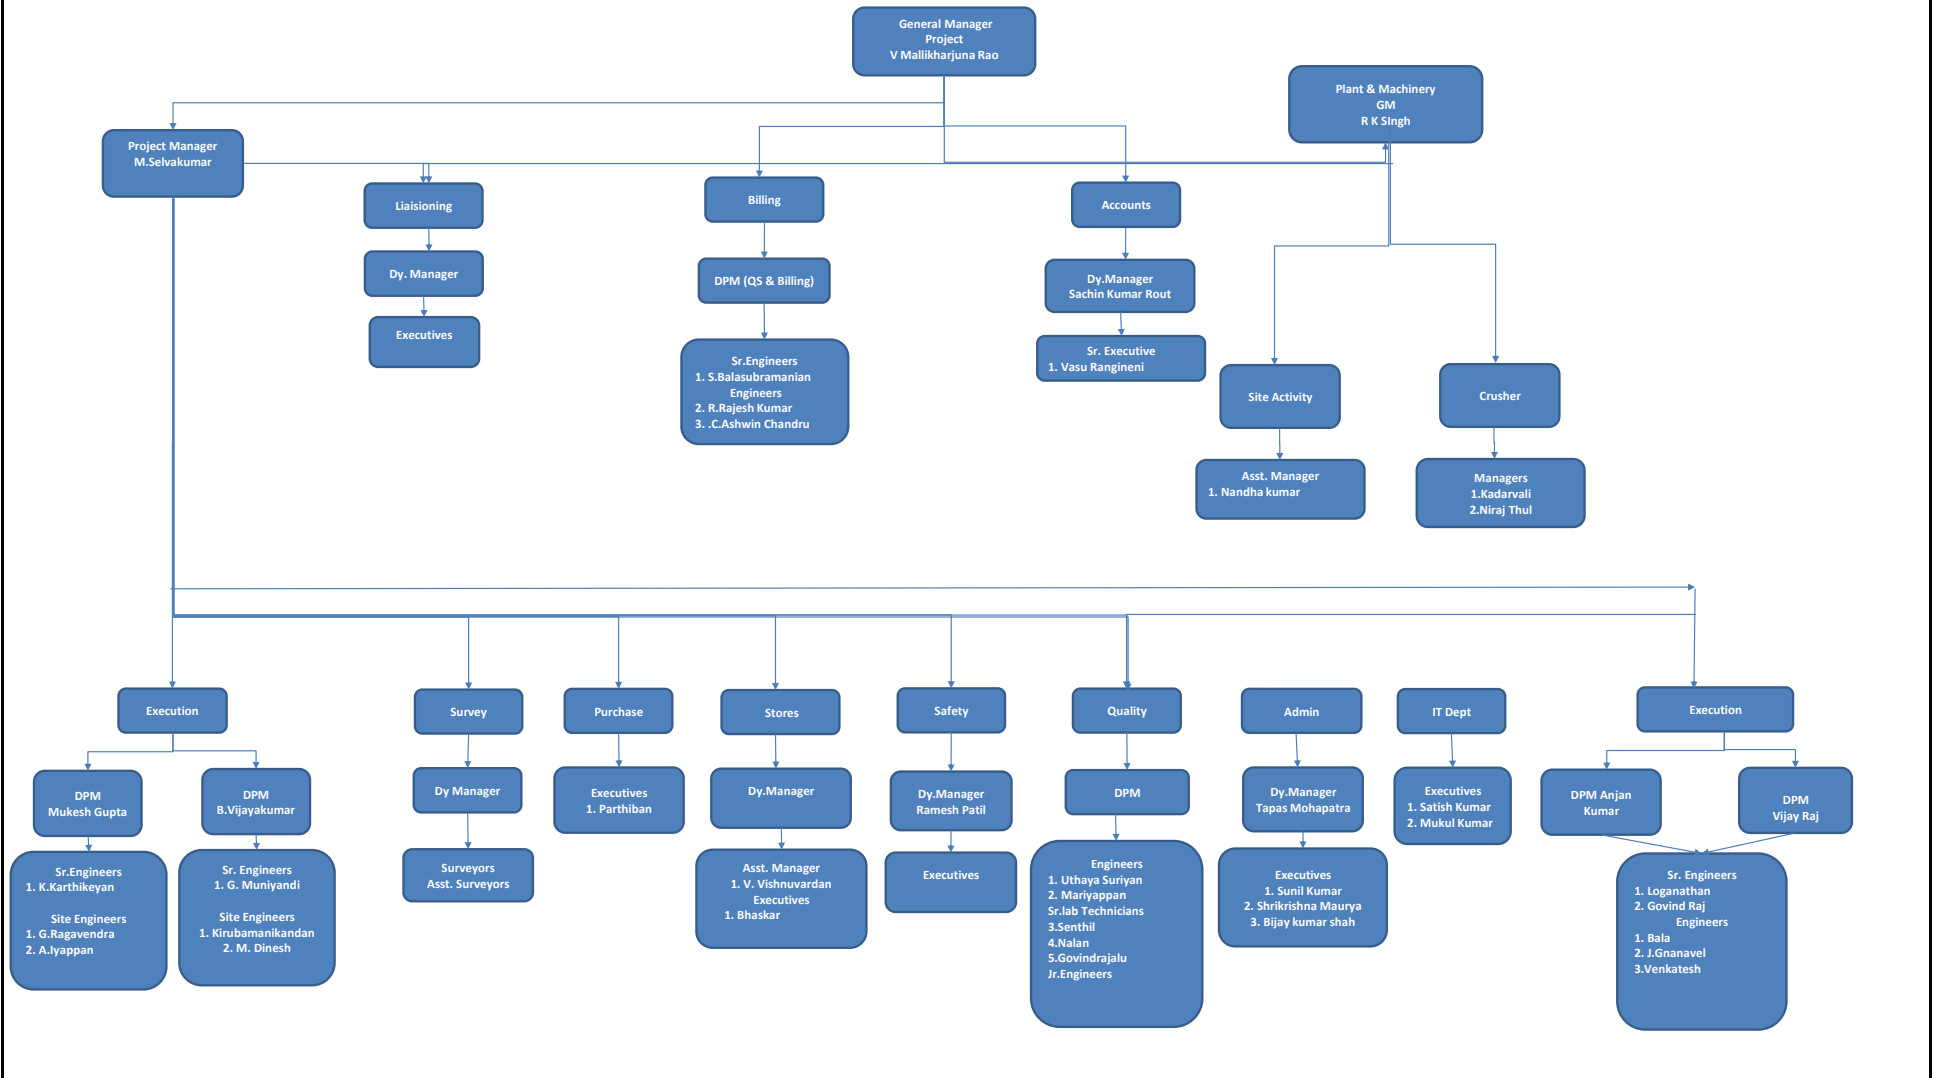 General Manager
Project
V Mallikharjuna Rao
Plant & Machinery
GM
R K SIngh
Project Manager
M.Selvakumar
Liaisioning
Billing
Accounts
Dy. Manager
DPM (QS & Billing)
Dy.Manager
Sachin Kumar Rout
Executives
Sr.Engineers
1. S.Balasubramanian
Engineers
2. R.Rajesh Kumar
3. .C.Ashwin Chandru
Sr. Executive
1. Vasu Rangineni
Site Activity
Crusher
Asst. Manager
1. Nandha kumar
Managers
1.Kadarvali
2.Niraj Thul
Execution
Survey
Purchase
Stores
Safety
Quality
Admin
IT Dept
Execution
DPM
Mukesh Gupta
DPM
B.Vijayakumar
Dy Manager
Executives
1. Parthiban
Dy.Manager
Dy.Manager
Ramesh Patil
DPM
Dy.Manager
Tapas Mohapatra
Executives
1. Satish Kumar
2. Mukul Kumar
DPM Anjan
Kumar
DPM
Vijay Raj
Sr.Engineers
1. K.Karthikeyan
Site Engineers
1. G.Ragavendra
2. A.Iyappan
Sr. Engineers
1. G. Muniyandi
Site Engineers
1. Kirubamanikandan
2. M. Dinesh
Surveyors
Asst. Surveyors
Asst. Manager
1. V. Vishnuvardan
Executives
1. Bhaskar
Executives
Engineers
1. Uthaya Suriyan
2. Mariyappan
Sr.lab Technicians
3.Senthil
4.Nalan
5.Govindrajalu
Jr.Engineers
Executives
1. Sunil Kumar
2. Shrikrishna Maurya
3. Bijay kumar shah
Sr. Engineers
1. Loganathan
2. Govind Raj
Engineers
1. Bala
2. J.Gnanavel
3.Venkatesh